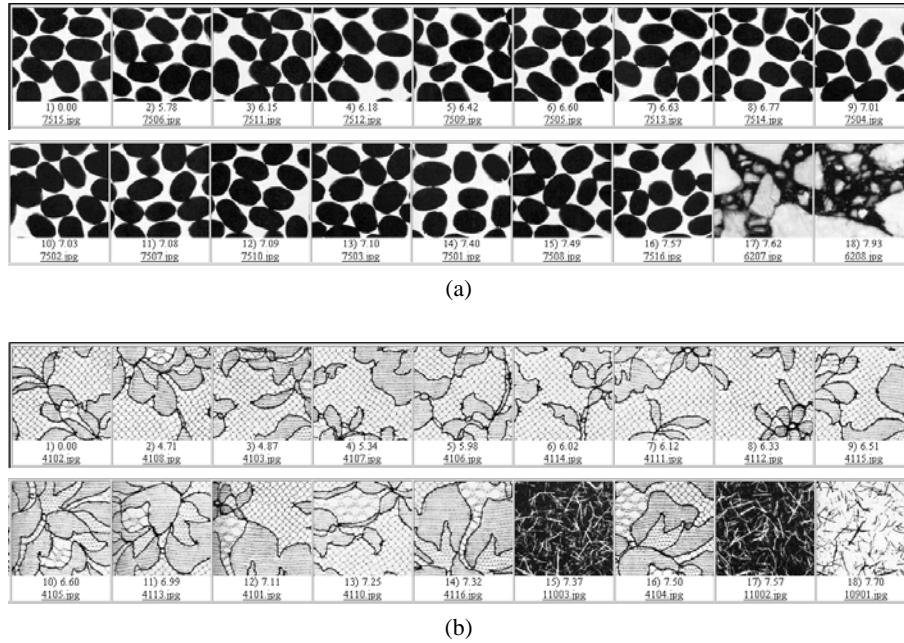 1) 0.00 2) 5.78 3) 6.15 4) 6.18 5) 6.42 6) 6.60 7) 6.63 8) 6.77 9) 7.01
7515.jpg 7506.jpg 7511.jpg 7512.jpg 7509.jpg 7505.jpg 7513.jpg 7514.jpg 7504.jpg
10) 7.03 11) 7.08 12) 7.09 13) 7.10 14) 7.40 15) 7.49 16) 7.57 17) 7.62 18) 7.93
7502.jpg 7507.jpg 7510.jpg 7503.jpg 7501.jpg 7508.jpg 7516.jpg 6207.jpg 6208.jpg
(a)
1) 0.00 2) 4.71 3) 4.87 4) 5.34 5) 5.98 6) 6.02 7) 6.12 8) 6.33 9) 6.51
4102.jpg 4108.jpg 4103.jpg 4107.jpg 4106.jpg 4114.jpg 4111.jpg 4112.jpg 4115.jpg
10) 6.60 11) 6.99 12) 7.11 13) 7.25 14) 7.32 15) 7.37 16) 7.50 17) 7.57 18) 7.70
4105.jpg 4113.jpg 4101.jpg 4110.jpg 4116.jpg 11003.jpg 4104.jpg 11002.jpg 10901.jpg
(b)